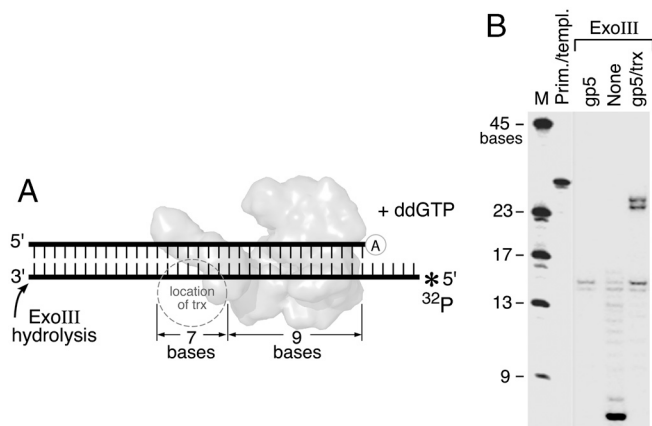 A
+ ddGTP
5'
A
3'
* 5'
32P
location
of trx
ExoIII
hydrolysis
7
bases
9
bases
B
ExoIII
M
Prim./templ.
gp5
None
gp5/trx
45 –
bases
23 –
17 –
13 –
9 –